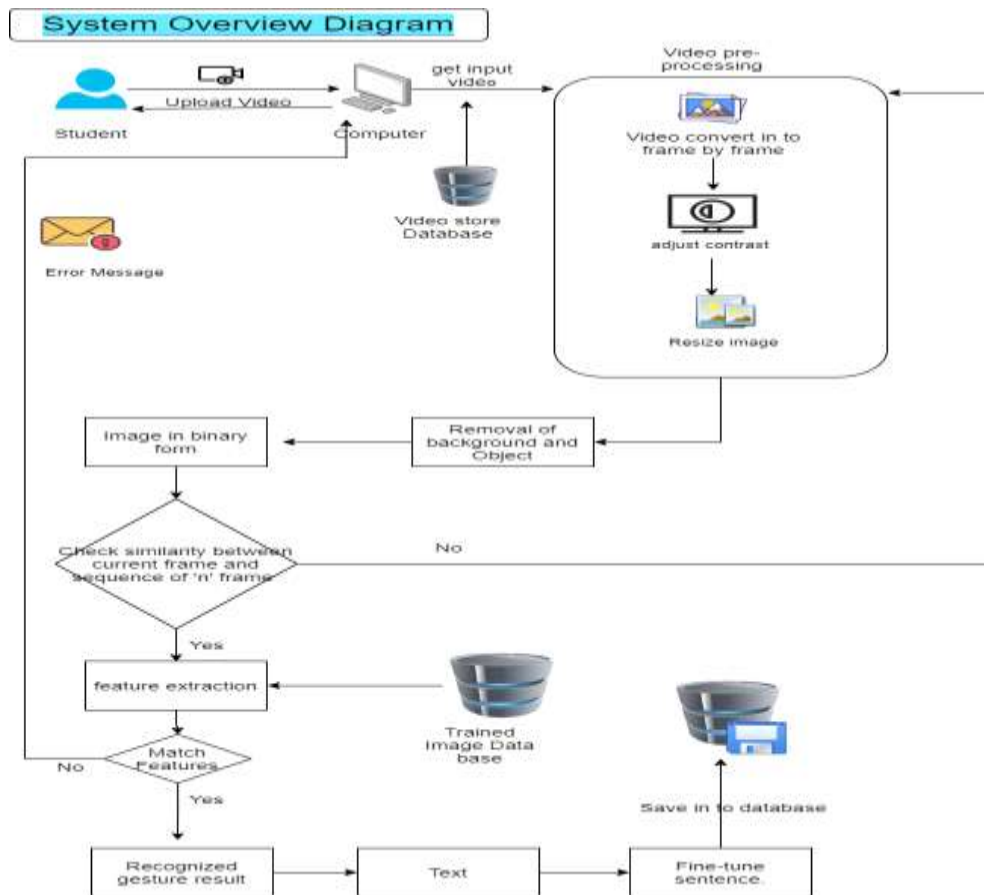 System Overview Diagram
Video pre-
processing
get input
video
Upload Video
Student
Computer
Video convert in to
frame by frame
Video store
Database
adjust contrast
Error Message
Resize image
Image in binary
form
Removal of
background and
Object
Check similarity between
current frame and
sequence of 'n' frame
No
Yes
feature extraction
Trained
Image Data
base
Match
Features
No
Yes
Save in to database
Recognized
gesture result
Text
Fine-tune
sentence.